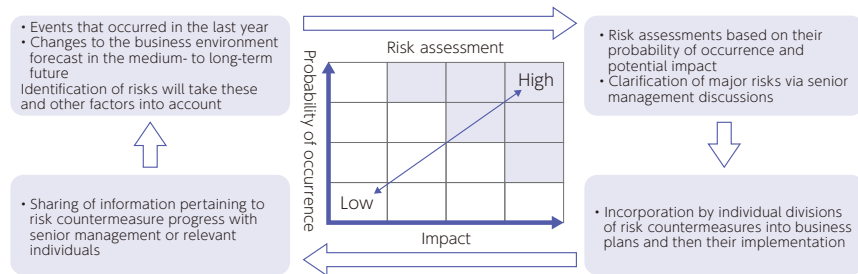 • Events that occurred in the last year
• Changes to the business environment
forecast in the medium- to long-term
future
Identification of risks will take these
and other factors into account
Risk assessment
Probability of occurrence
High
Low
Impact
• Risk assessments based on their
probability of occurrence and
potential impact
• Clarification of major risks via senior
management discussions
• Sharing of information pertaining to
risk countermeasure progress with
senior management or relevant
individuals
• Incorporation by individual divisions
of risk countermeasures into business
plans and then their implementation